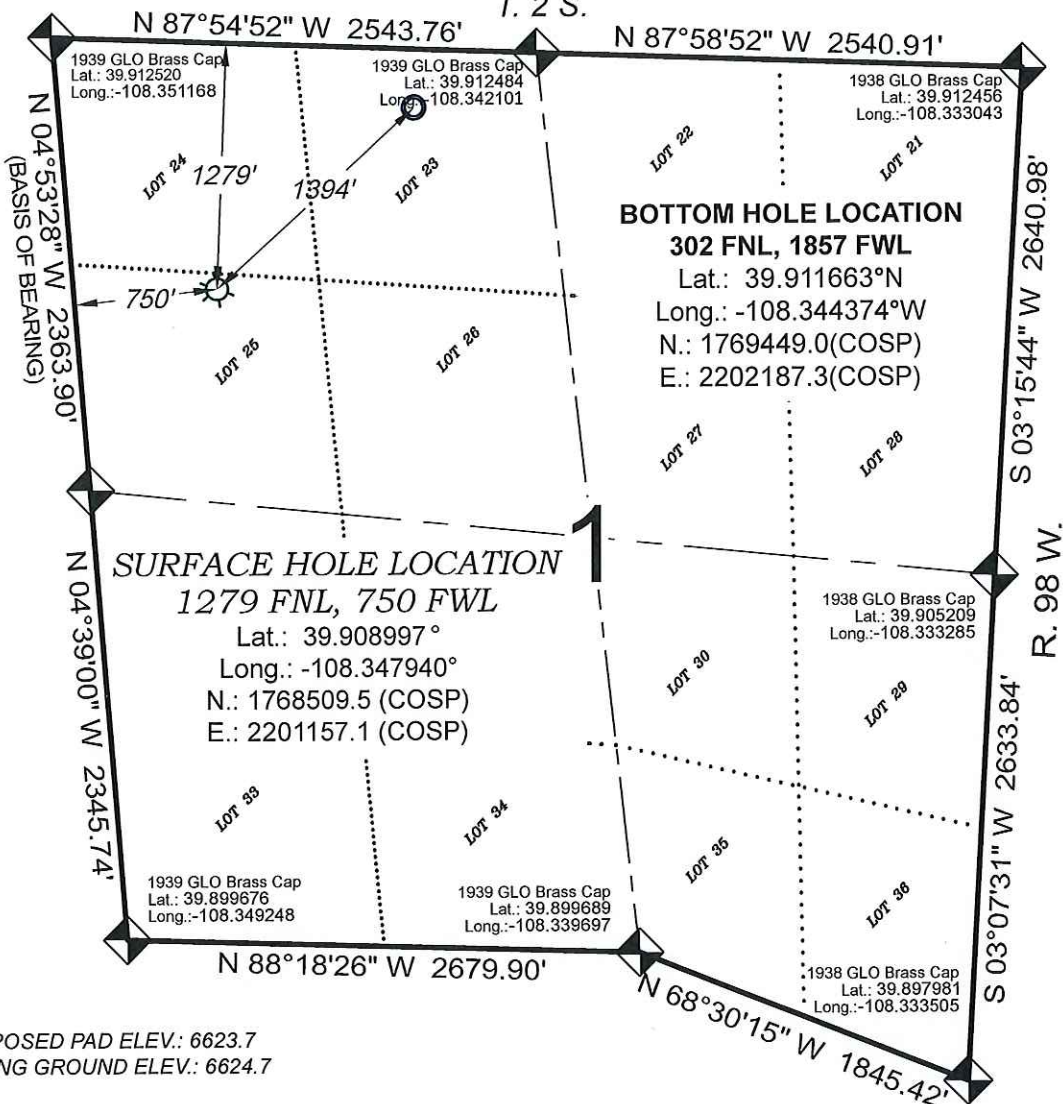 T. 2 S.
N 87°54'52" W 2543.76'
N 87°58'52" W 2540.91'
1939 GLO Brass Cap
Lat.: 39.912520
Long.:-108.351168
1939 GLO Brass Cap
Lat.: 39.912484
Long.:-108.342101
1938 GLO Brass Cap
Lat.: 39.912456
Long.:-108.333043
N 04°53'28" W 2363.90'
(BASIS OF BEARING)
LOT 24
1279'
1394'
LOT 23
LOT 22
LOT 21
S 03°15'44" W 2640.98'
BOTTOM HOLE LOCATION
302 FNL, 1857 FWL
Lat.: 39.911663°N
Long.: -108.344374°W
N.: 1769449.0(COSP)
E.: 2202187.3(COSP)
750'
LOT 25
LOT 26
LOT 27
LOT 28
1
R. 98 W.
SURFACE HOLE LOCATION
1279 FNL, 750 FWL
Lat.: 39.908997°
Long.: -108.347940°
N.: 1768509.5 (COSP)
E.: 2201157.1 (COSP)
N 04°39'00" W 2345.74'
1938 GLO Brass Cap
Lat.: 39.905209
Long.:-108.333285
LOT 30
LOT 29
S 03°07'31" W 2633.84'
LOT 33
LOT 34
LOT 35
LOT 36
1939 GLO Brass Cap
Lat.: 39.899676
Long.:-108.349248
1939 GLO Brass Cap
Lat.: 39.899689
Long.:-108.339697
1938 GLO Brass Cap
Lat.: 39.897981
Long.:-108.333505
N 88°18'26" W 2679.90'
N 68°30'15" W 1845.42'
POSED PAD ELEV.: 6623.7
NG GROUND ELEV.: 6624.7